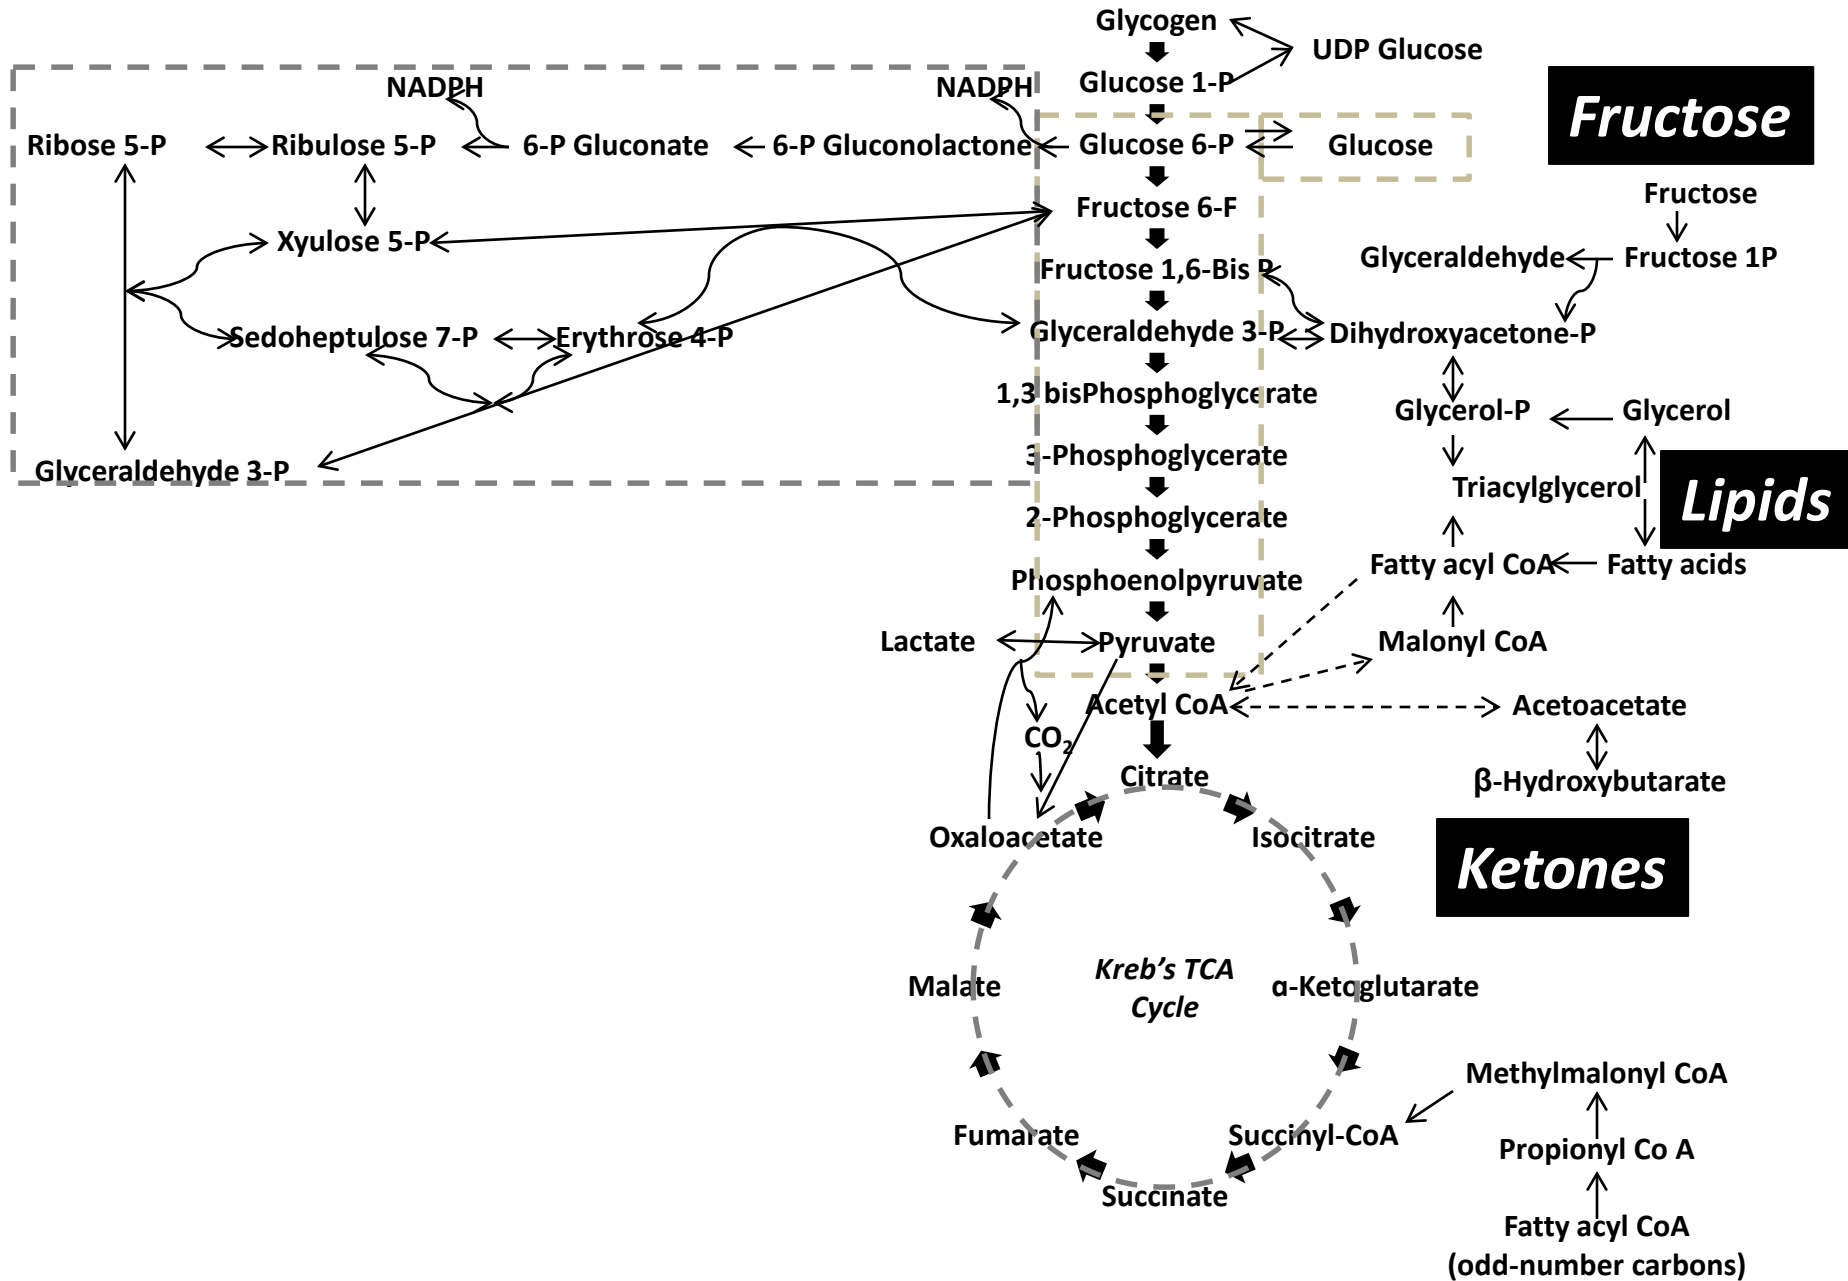 Glycogen
UDP Glucose
Glucose 1-P
NADPH
NADPH
Fructose
Ribose 5-P
Ribulose 5-P
6-P Gluconate
6-P Gluconolactone
Glucose 6-P
Glucose
Fructose
Fructose 6-F
Xyulose 5-P
Glyceraldehyde
Fructose 1P
Fructose 1,6-Bis P
Sedoheptulose 7-P
Erythrose 4-P
Glyceraldehyde 3-P
Dihydroxyacetone-P
1,3 bisPhosphoglycerate
Glycerol-P
Glycerol
3-Phosphoglycerate
Glyceraldehyde 3-P
Triacylglycerol
Lipids
2-Phosphoglycerate
Fatty acyl CoA
Fatty acids
Phosphoenolpyruvate
Lactate
Pyruvate
Malonyl CoA
Acetyl CoA
Acetoacetate
CO2
Citrate
β-Hydroxybutarate
Oxaloacetate
Isocitrate
Ketones
Kreb's TCA
Cycle
Malate
α-Ketoglutarate
Methylmalonyl CoA
Fumarate
Succinyl-CoA
Propionyl Co A
Succinate
Fatty acyl CoA
(odd-number carbons)